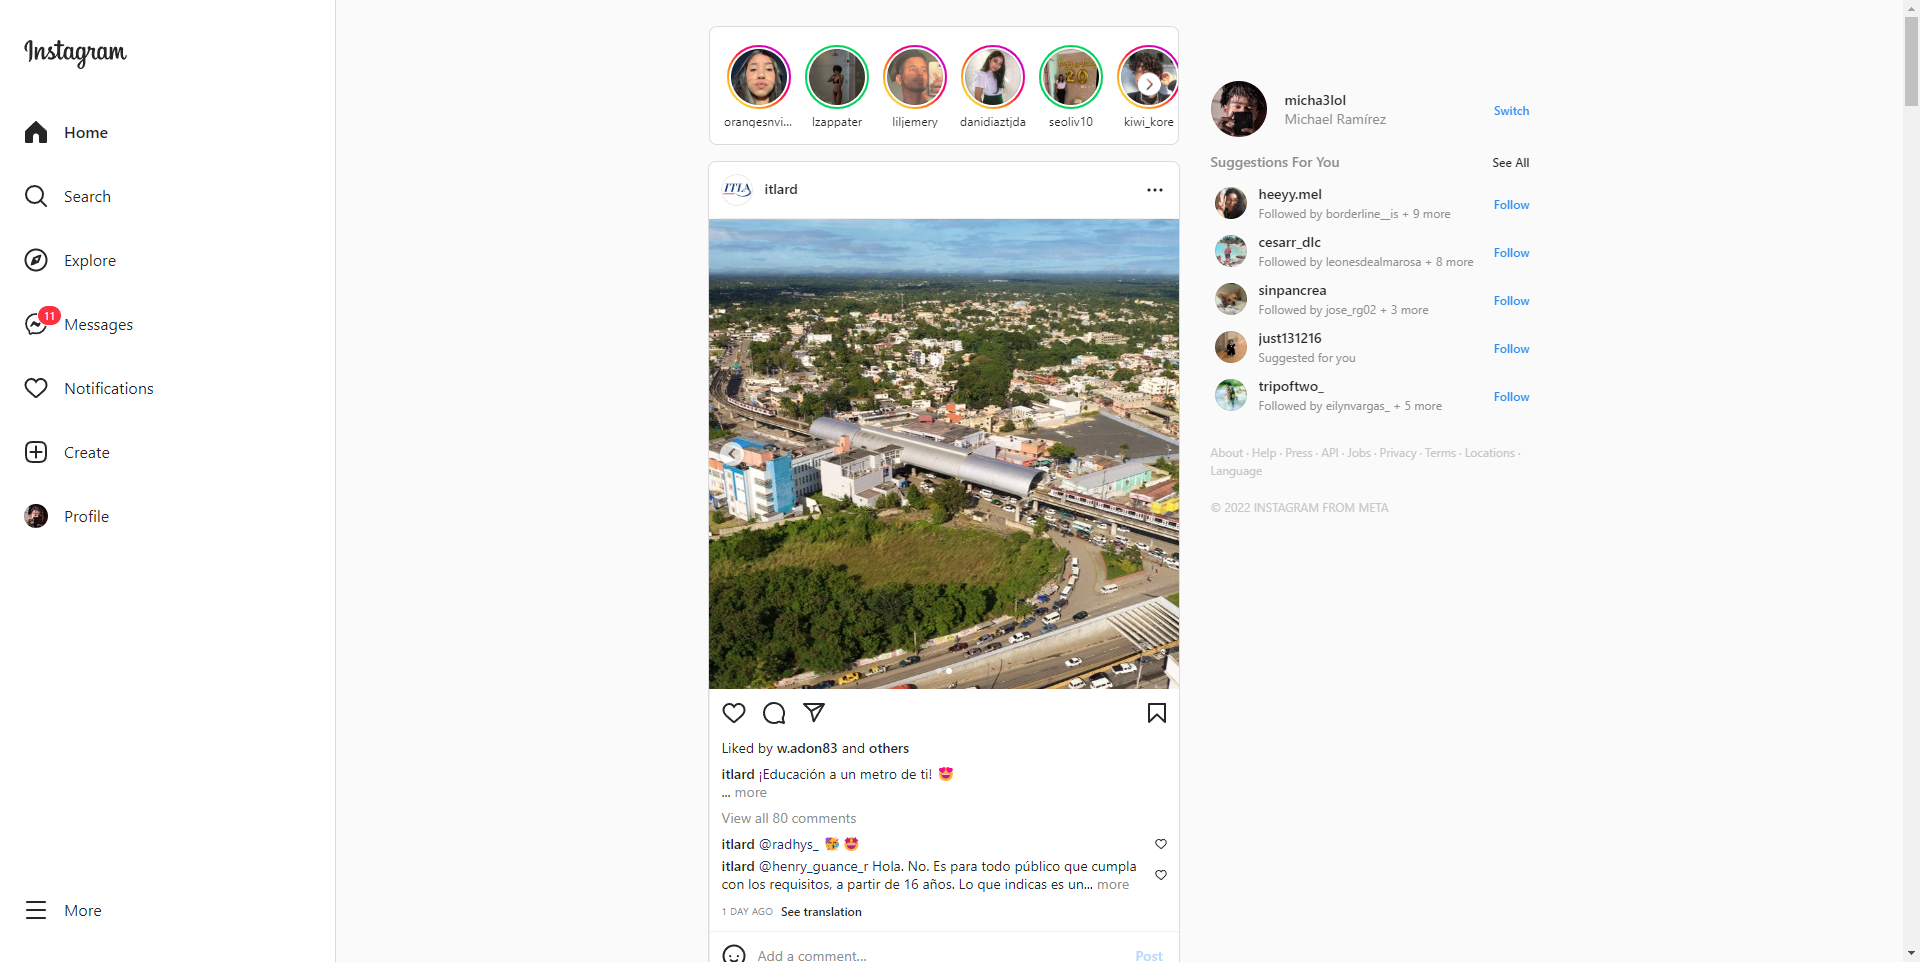 Instagram
Home
Search
Explore
11
Messages
Notifications
Create
Profile
More
orangesnvi...
lzappater
liljemery
danidiaztjda
seoliv10
kiwi_kore
20
ITLA
itlard
Liked by w.adon83 and others
itlard ¡Educación a un metro de ti! 😍
... more
View all 80 comments
itlard @radhys_ 🥳 🤩
itlard @henry_guance_r Hola. No. Es para todo público que cumpla
con los requisitos, a partir de 16 años. Lo que indicas es un... more
1 DAY AGO See translation
Add a comment...
Post
micha3lol
Michael Ramírez
Switch
Suggestions For You
See All
heeyy.mel
Followed by borderline__is + 9 more
Follow
cesarr_dlc
Followed by leonesdealmarosa + 8 more
Follow
sinpancrea
Followed by jose_rg02 + 3 more
Follow
just131216
Suggested for you
Follow
tripoftwo_
Followed by eilynvargas_ + 5 more
Follow
About · Help · Press · API · Jobs · Privacy · Terms · Locations ·
Language
© 2022 INSTAGRAM FROM META